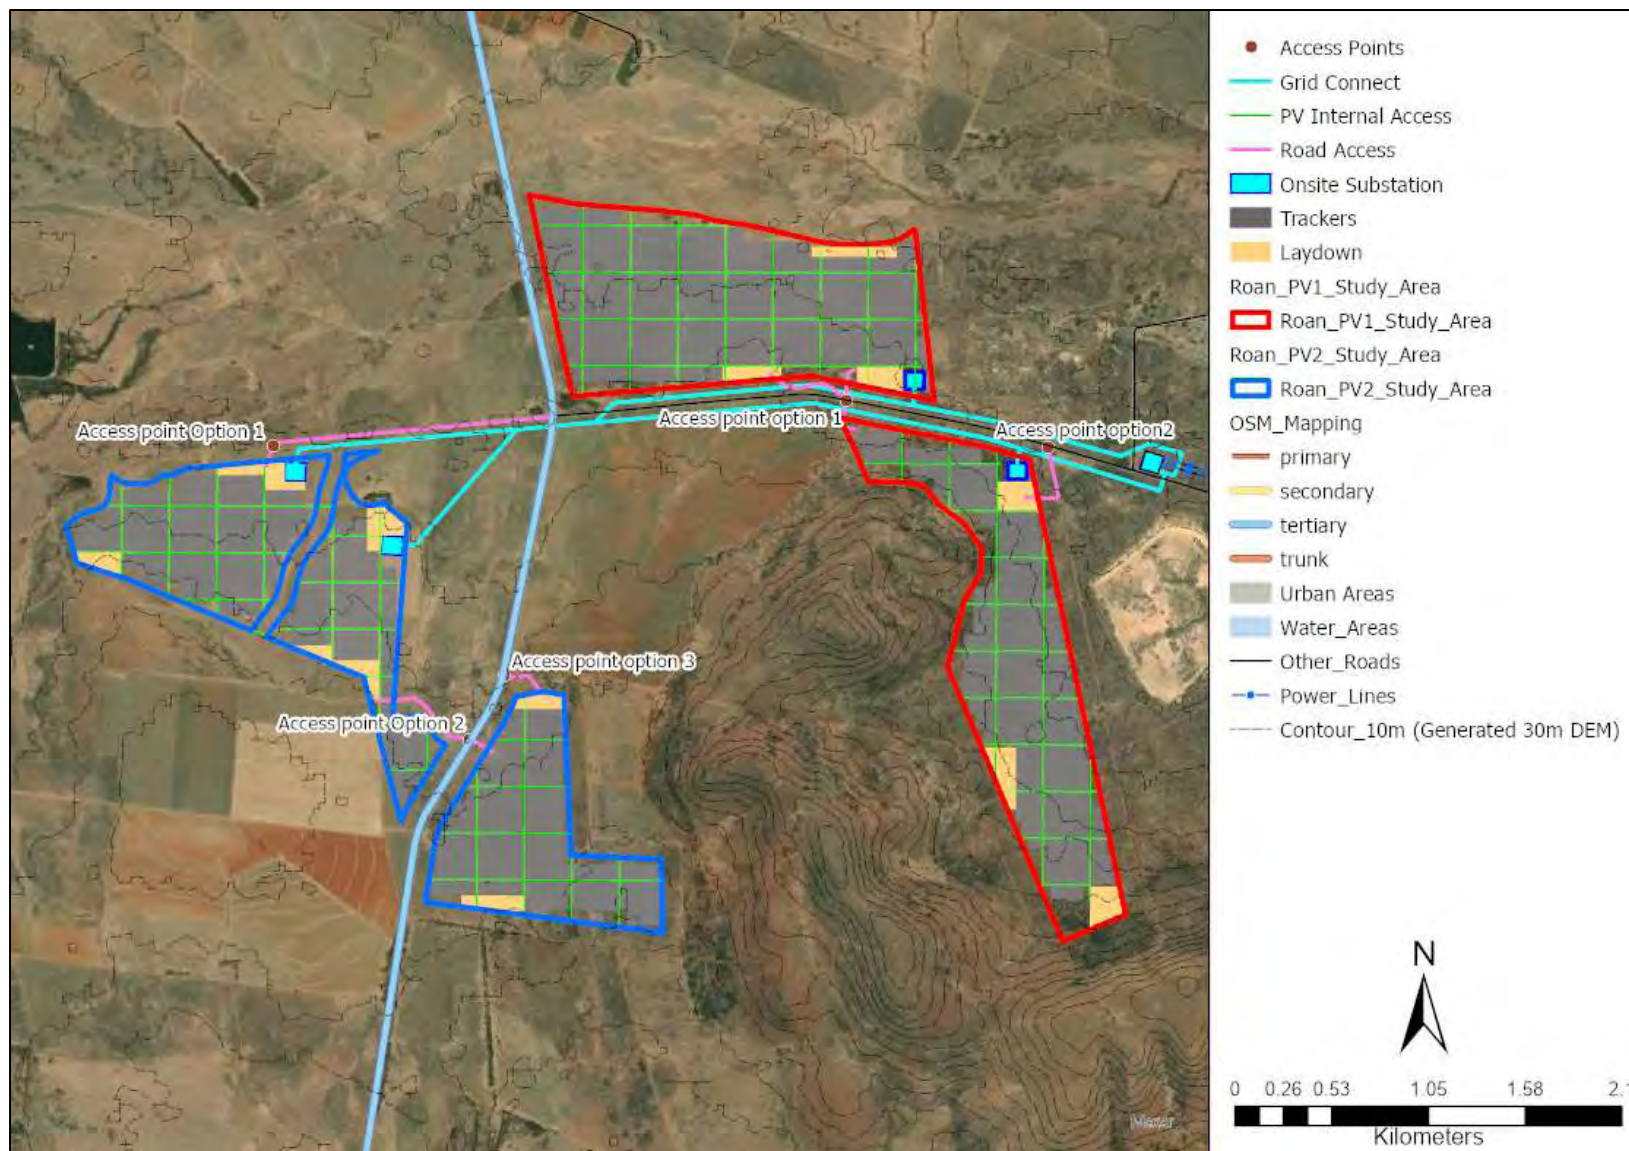 Access point Option 1
Access point option 1
Access point option2
Access point option 3
Access point Option 2
Maxar
Access Points
Grid Connect
PV Internal Access
Road Access
Onsite Substation
Trackers
Laydown
Roan_PV1_Study_Area
Roan_PV1_Study_Area
Roan_PV2_Study_Area
Roan_PV2_Study_Area
OSM_Mapping
primary
secondary
tertiary
trunk
Urban Areas
Water_Areas
Other_Roads
Power_Lines
Contour_10m (Generated 30m DEM)
N
0 0.26 0.53 1.05 1.58 2.1
Kilometers